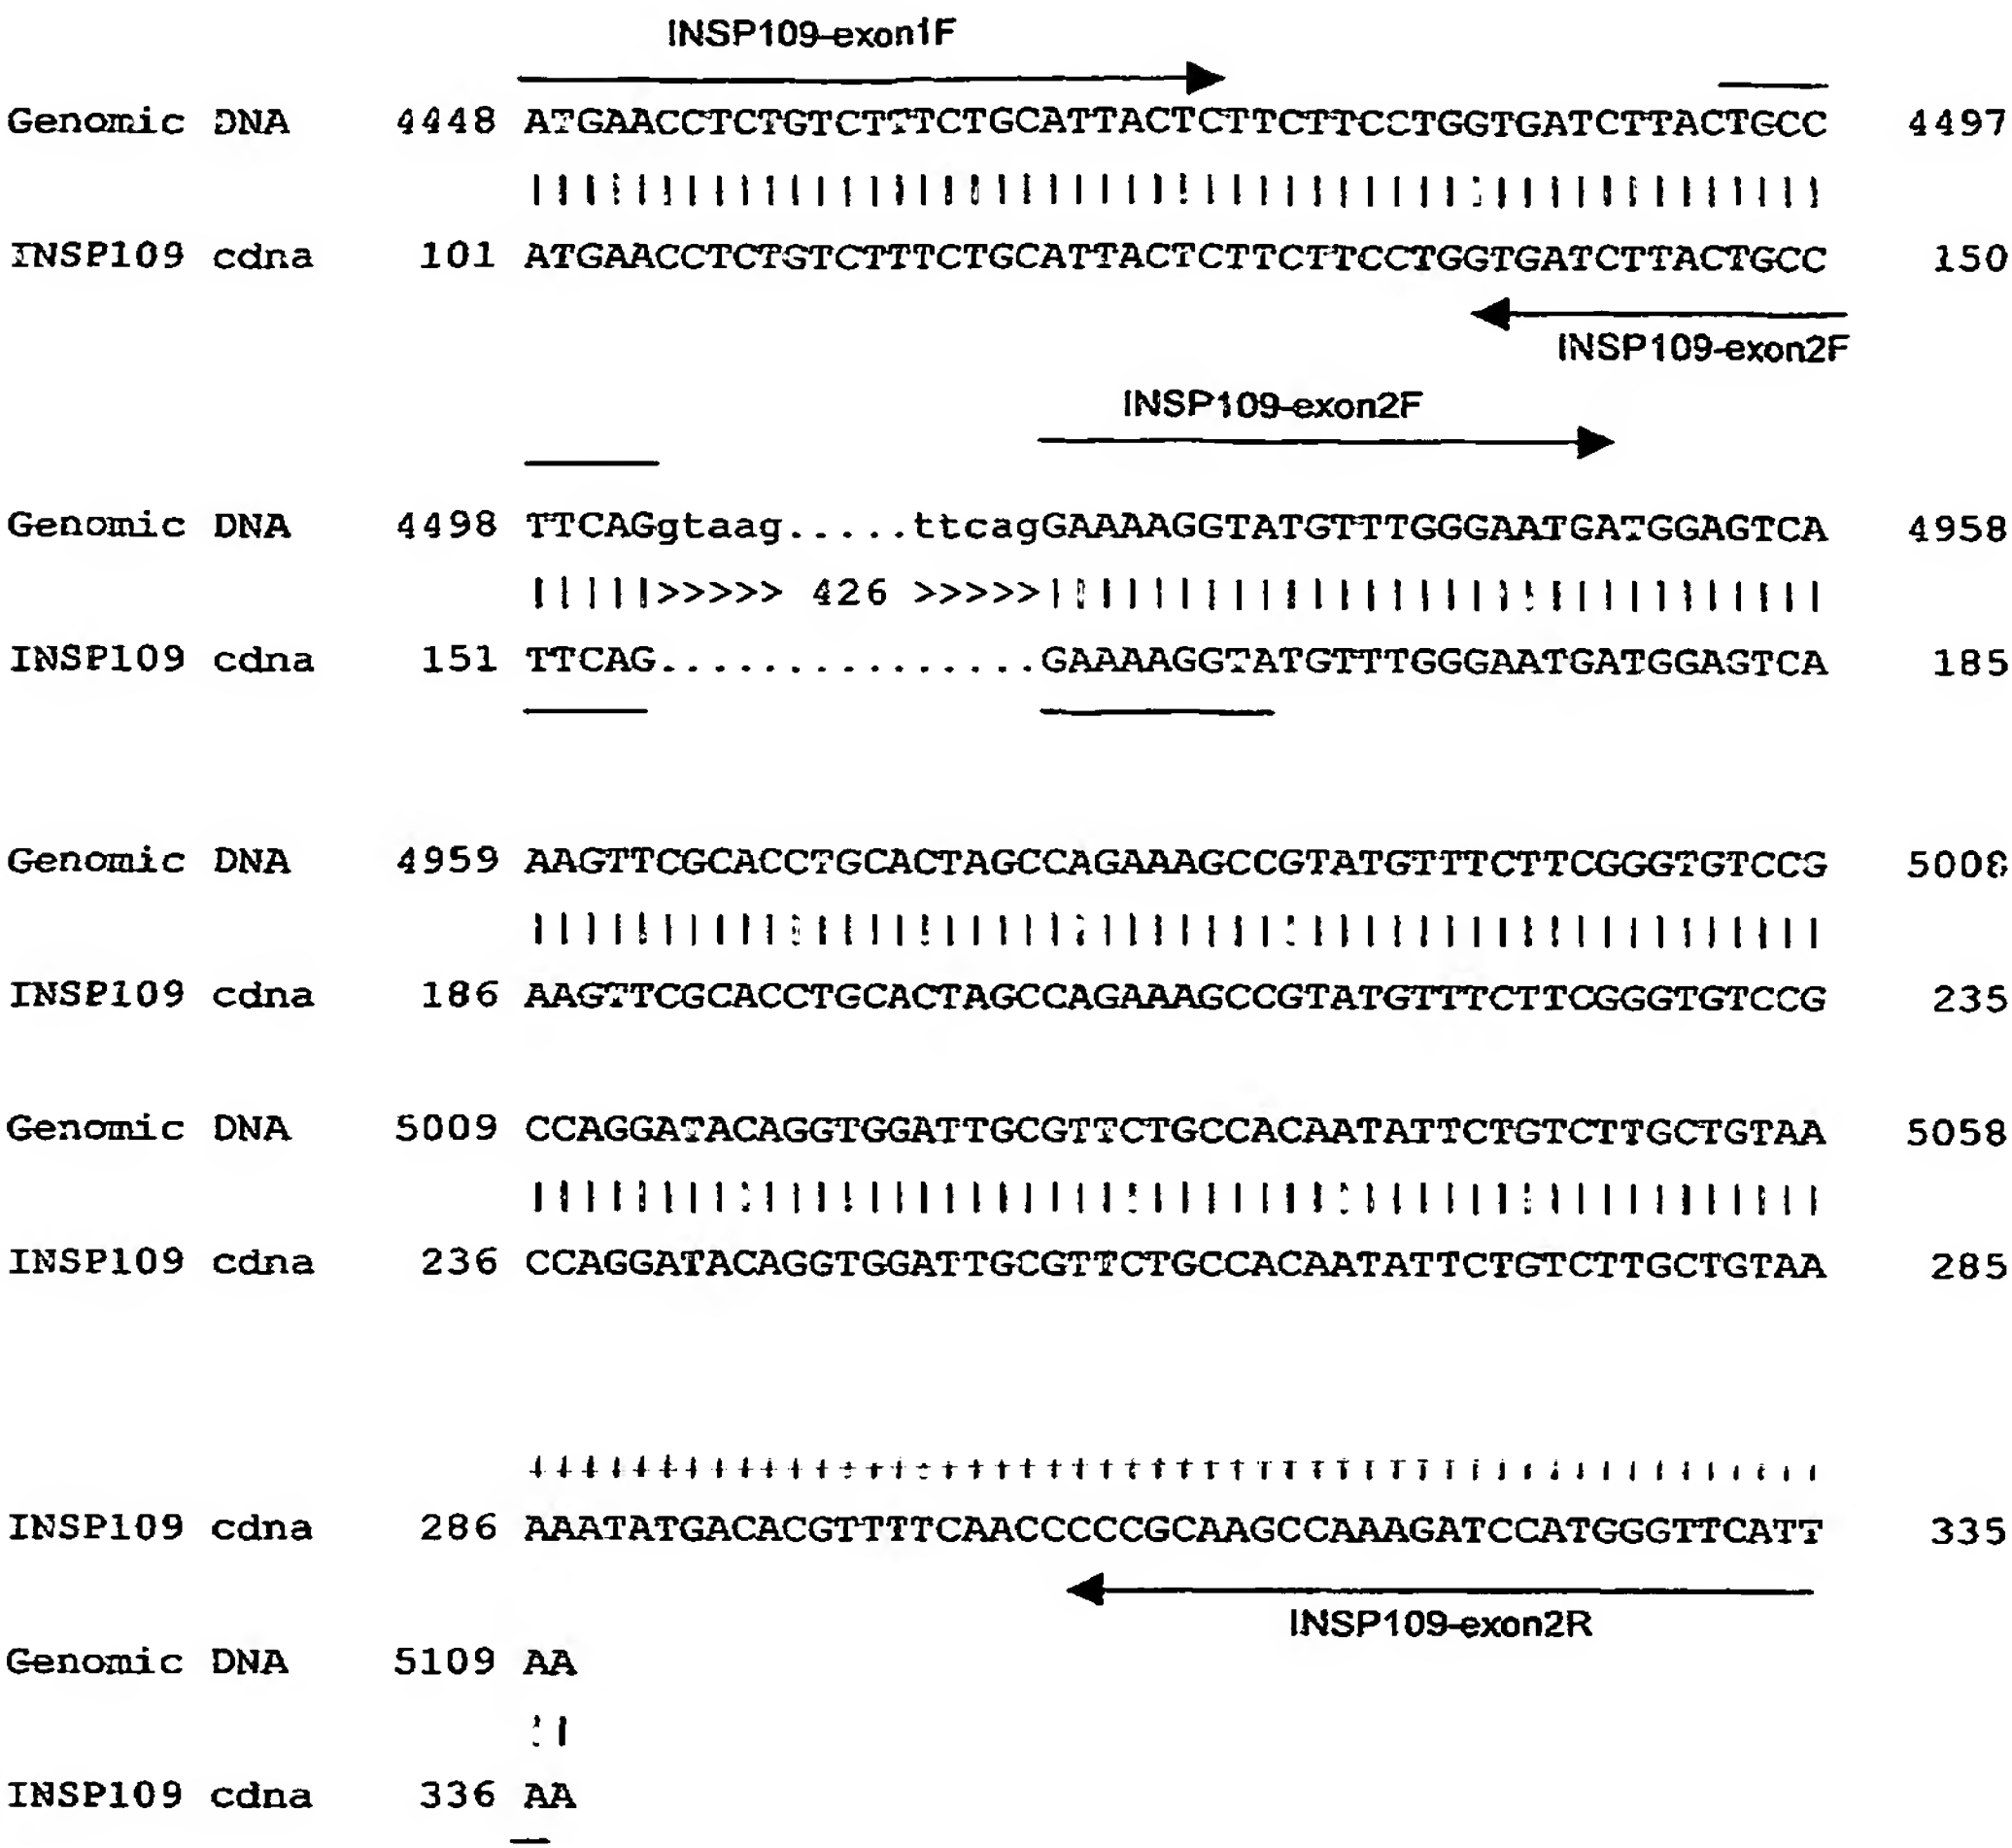 INSP109-exon1F
Genomic DNA 4448 ATGAACCTCTGTCTTTCTGCATTACTCTTCTTCCTGGTGATCTTACTGCC 4497
INSP109 cdna 101 ATGAACCTCTGTCTTTCTGCATTACTCTTCTTCCTGGTGATCTTACTGCC 150
INSP109-exon2F
INSP109-exon2F
Genomic DNA 4498 TTCAGgtaag.....ttcagGAAAAGGTATGTTTGGGAATGATGGAGTCA 4958
>>>>> 426 >>>>>
INSP109 cdna 151 TTCAG...............GAAAAGGTATGTTTGGGAATGATGGAGTCA 185
Genomic DNA 4959 AAGTTCGCACCTGCACTAGCCAGAAAGCCGTATGTTTCTTCGGGTGTCCG 5008
INSP109 cdna 186 AAGTTCGCACCTGCACTAGCCAGAAAGCCGTATGTTTCTTCGGGTGTCCG 235
Genomic DNA 5009 CCAGGATACAGGTGGATTGCGTTCTGCCACAATATTCTGTCTTGCTGTAA 5058
INSP109 cdna 236 CCAGGATACAGGTGGATTGCGTTCTGCCACAATATTCTGTCTTGCTGTAA 285
INSP109 cdna 286 AAATATGACACGTTTTCAACCCCCGCAAGCCAAAGATCCATGGGTTCATT 335
INSP109-exon2R
Genomic DNA 5109 AA
INSP109 cdna 336 AA